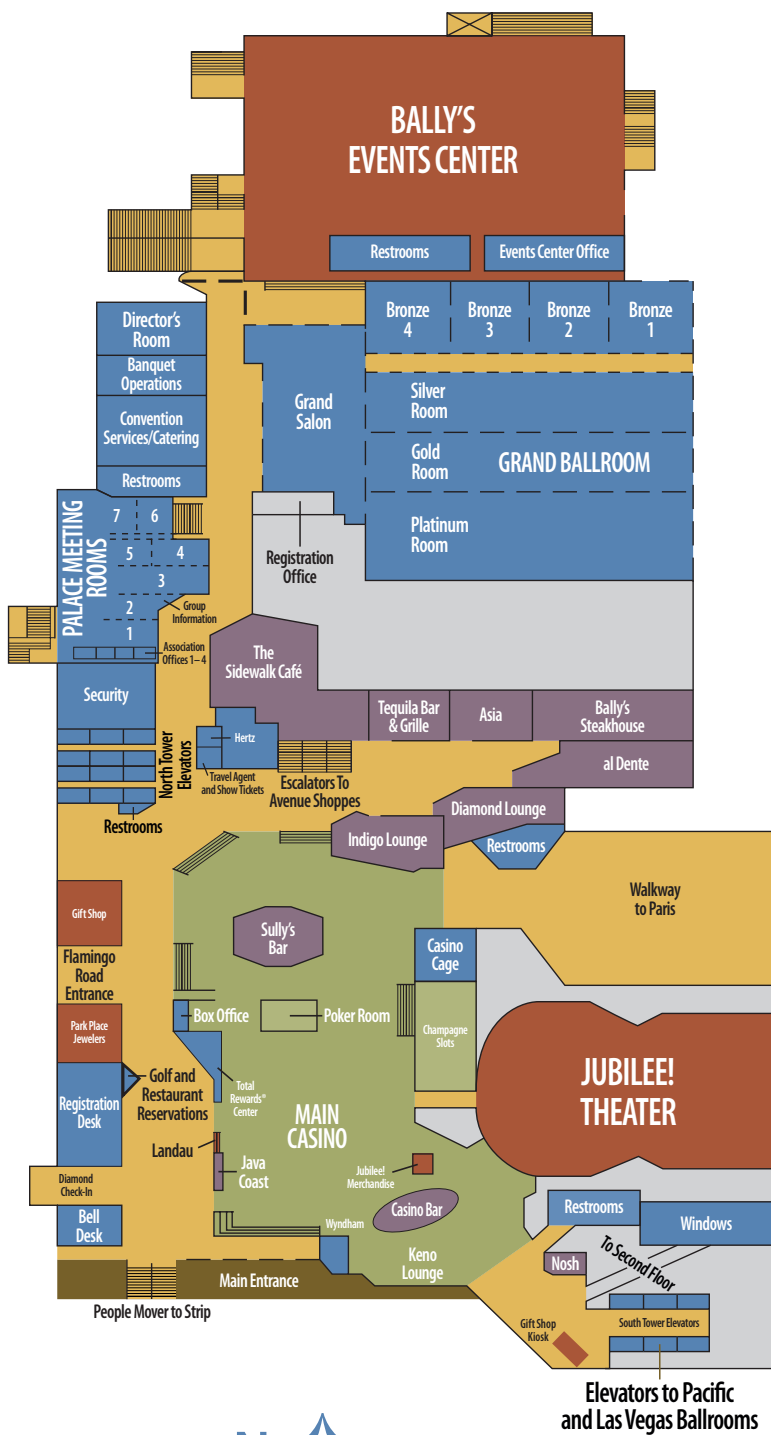 BALLY'S
EVENTS CENTER
Restrooms
Events Center Office
Bronze
4
Bronze
3
Bronze
2
Bronze
1
Director's
Room
Banquet
Operations
Convention
Services/Catering
Restrooms
Grand
Salon
Silver
Room
Gold
Room
GRAND BALLROOM
Platinum
Room
Registration
Office
PALACE MEETING
ROOMS
7
6
5
4
3
2
1
Group
Information
Association
Offices 1– 4
Security
The
Sidewalk Café
Tequila Bar
& Grille
Asia
Bally's
Steakhouse
al Dente
Hertz
Travel Agent
and Show Tickets
North Tower
Elevators
Escalators To
Avenue Shoppes
Restrooms
Diamond Lounge
Indigo Lounge
Restrooms
Walkway
to Paris
Gift Shop
Sully's
Bar
Casino
Cage
Flamingo
Road
Entrance
Box Office
Poker Room
Champagne
Slots
Park Place
Jewelers
Golf and
Restaurant
Reservations
Registration
Desk
Total
Rewards®
Center
JUBILEE!
THEATER
MAIN
CASINO
Landau
Java
Coast
Jubilee!
Merchandise
Diamond
Check-In
Bell
Desk
Casino Bar
Wyndham
Keno
Lounge
Restrooms
Windows
To Second Floor
Nosh
Main Entrance
People Mover to Strip
Gift Shop
Kiosk
South Tower Elevators
Elevators to Pacific
and Las Vegas Ballrooms
N